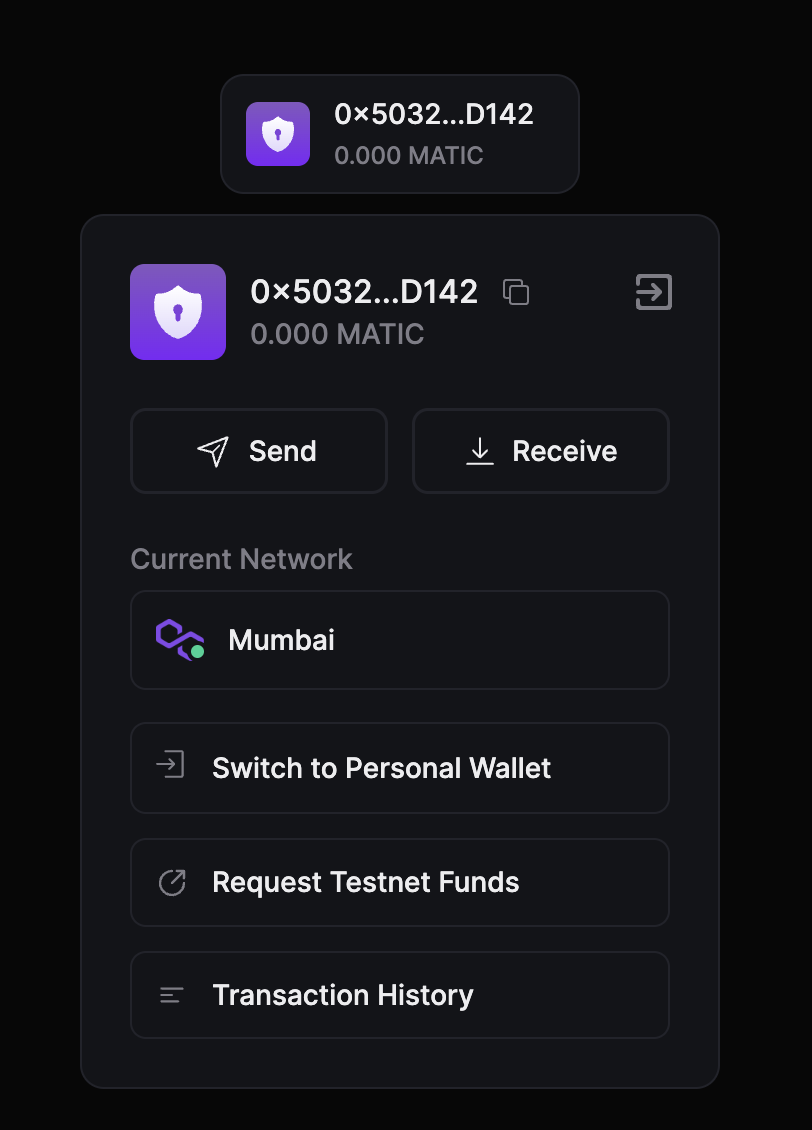 0x5032...D142
0.000 MATIC
0x5032...D142
0.000 MATIC
Send
Receive
Current Network
Mumbai
Switch to Personal Wallet
Request Testnet Funds
Transaction History